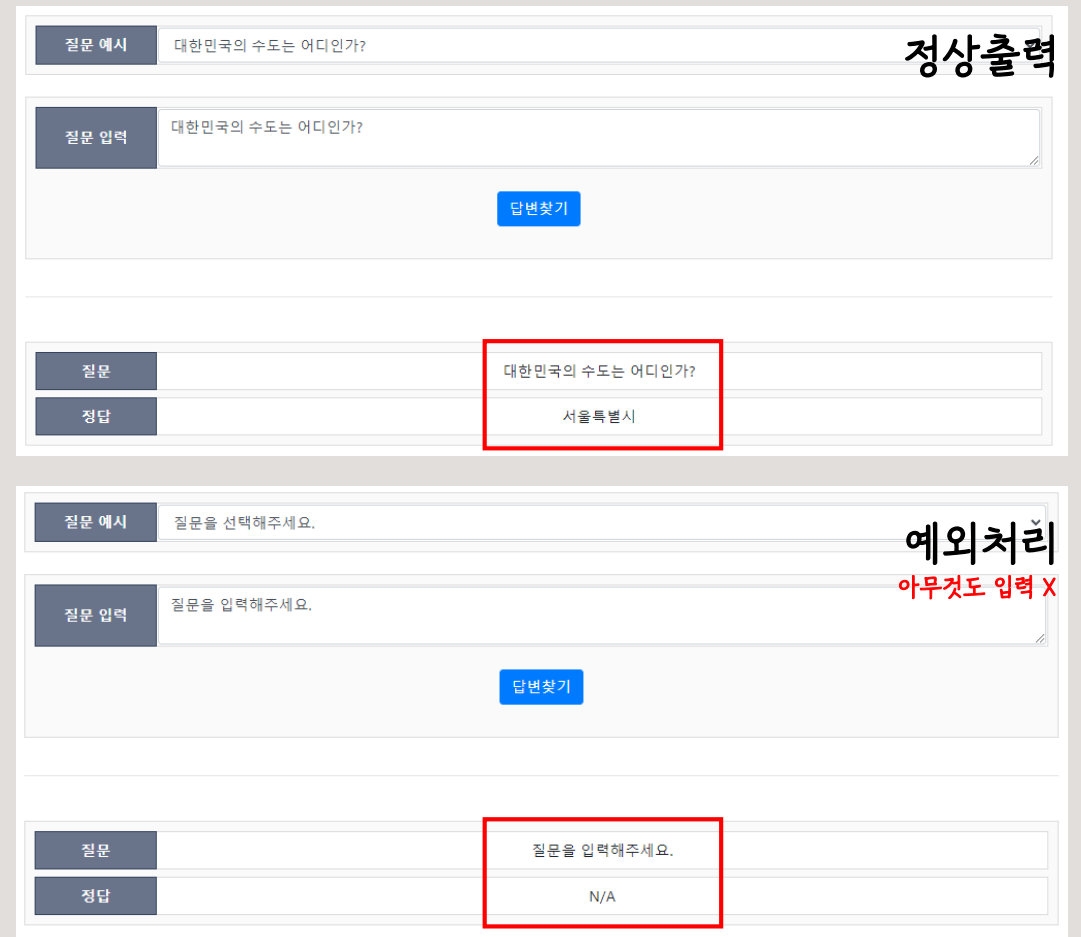 질문 예시 대한민국의 수도는 어디인가?
정상출력
질문 입력 대한민국의 수도는 어디인가?
답변찾기
질문 대한민국의 수도는 어디인가?
정답 서울특별시
질문 예시 질문을 선택해주세요.
예외처리
아무것도 입력 X
질문 입력 질문을 입력해주세요.
답변찾기
질문 질문을 입력해주세요.
정답 N/A